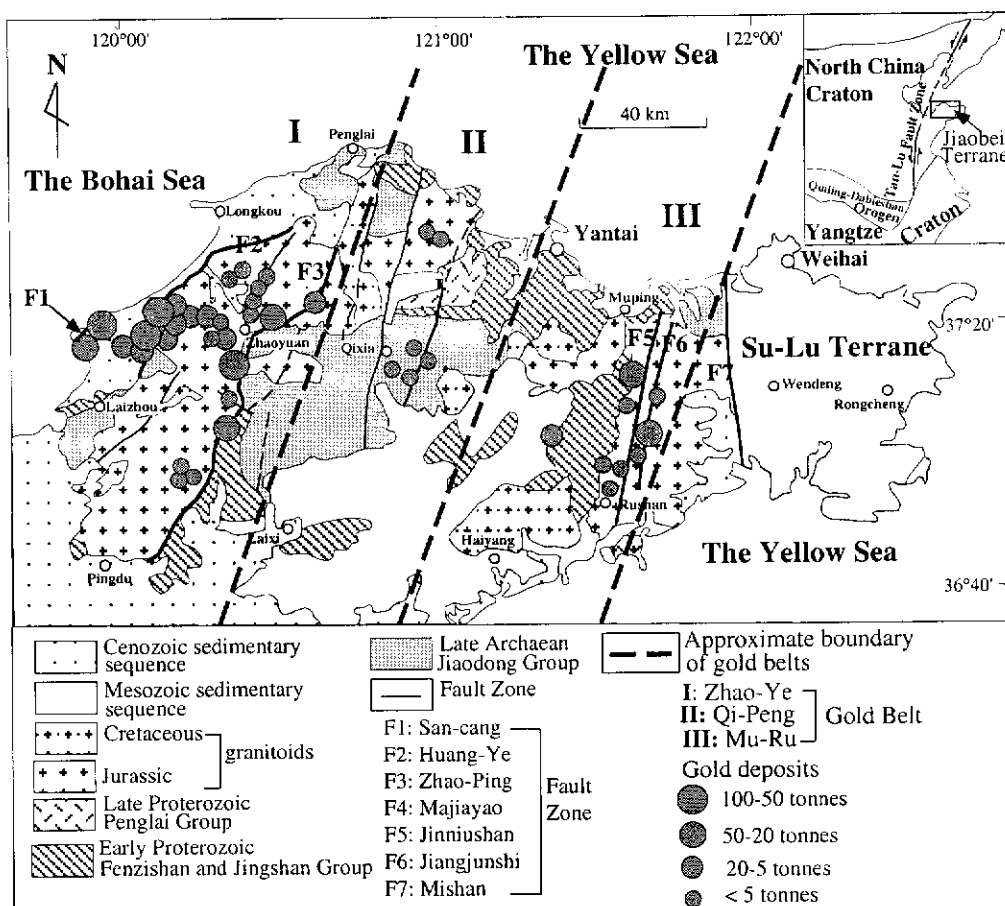 120°00'
121°00'
122°00'
The Yellow Sea
N
40 km
North China
Craton
Tan-Lu Fault Zone
Jiaobei
Terrane
Orogen
Yangtze
Craton
I
II
III
Penglai
The Bohai Sea
Longkou
Yantai
Weihai
F2
F3
F1
Muping
37°20'
Zhaoyuan
Qixia
F5
F6
F7
Su-Lu Terrane
Wendeng
Rongcheng
Laizhou
Rushan
Laixi
Haiyang
The Yellow Sea
Pingdu
36°40'
Cenozoic sedimentary
sequence
Mesozoic sedimentary
sequence
Cretaceous
granitoids
Jurassic
Late Proterozoic
Penglai Group
Early Proterozoic
Fenzishan and Jingshan Group
Late Archaean
Jiaodong Group
Fault Zone
F1: San-cang
F2: Huang-Ye
F3: Zhao-Ping
F4: Majiayao
F5: Jinniushan
F6: Jiangjunshi
F7: Mishan
Fault
Zone
Approximate boundary
of gold belts
I: Zhao-Ye
II: Qi-Peng
III: Mu-Ru
Gold Belt
Gold deposits
100-50 tonnes
50-20 tonnes
20-5 tonnes
< 5 tonnes